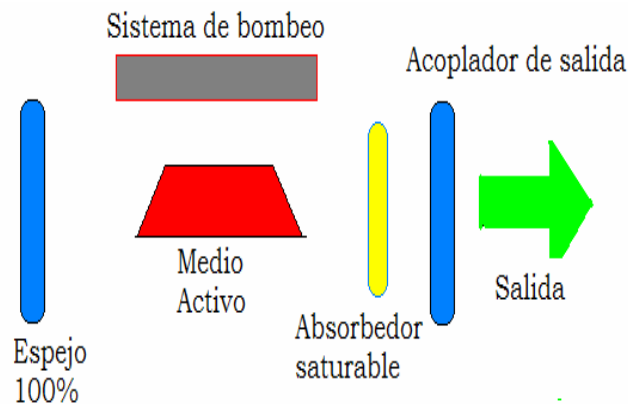 Sistema de bombeo
Acoplador de salida
Medio
Activo
Salida
Absorbedor
saturable
Espejo
100%